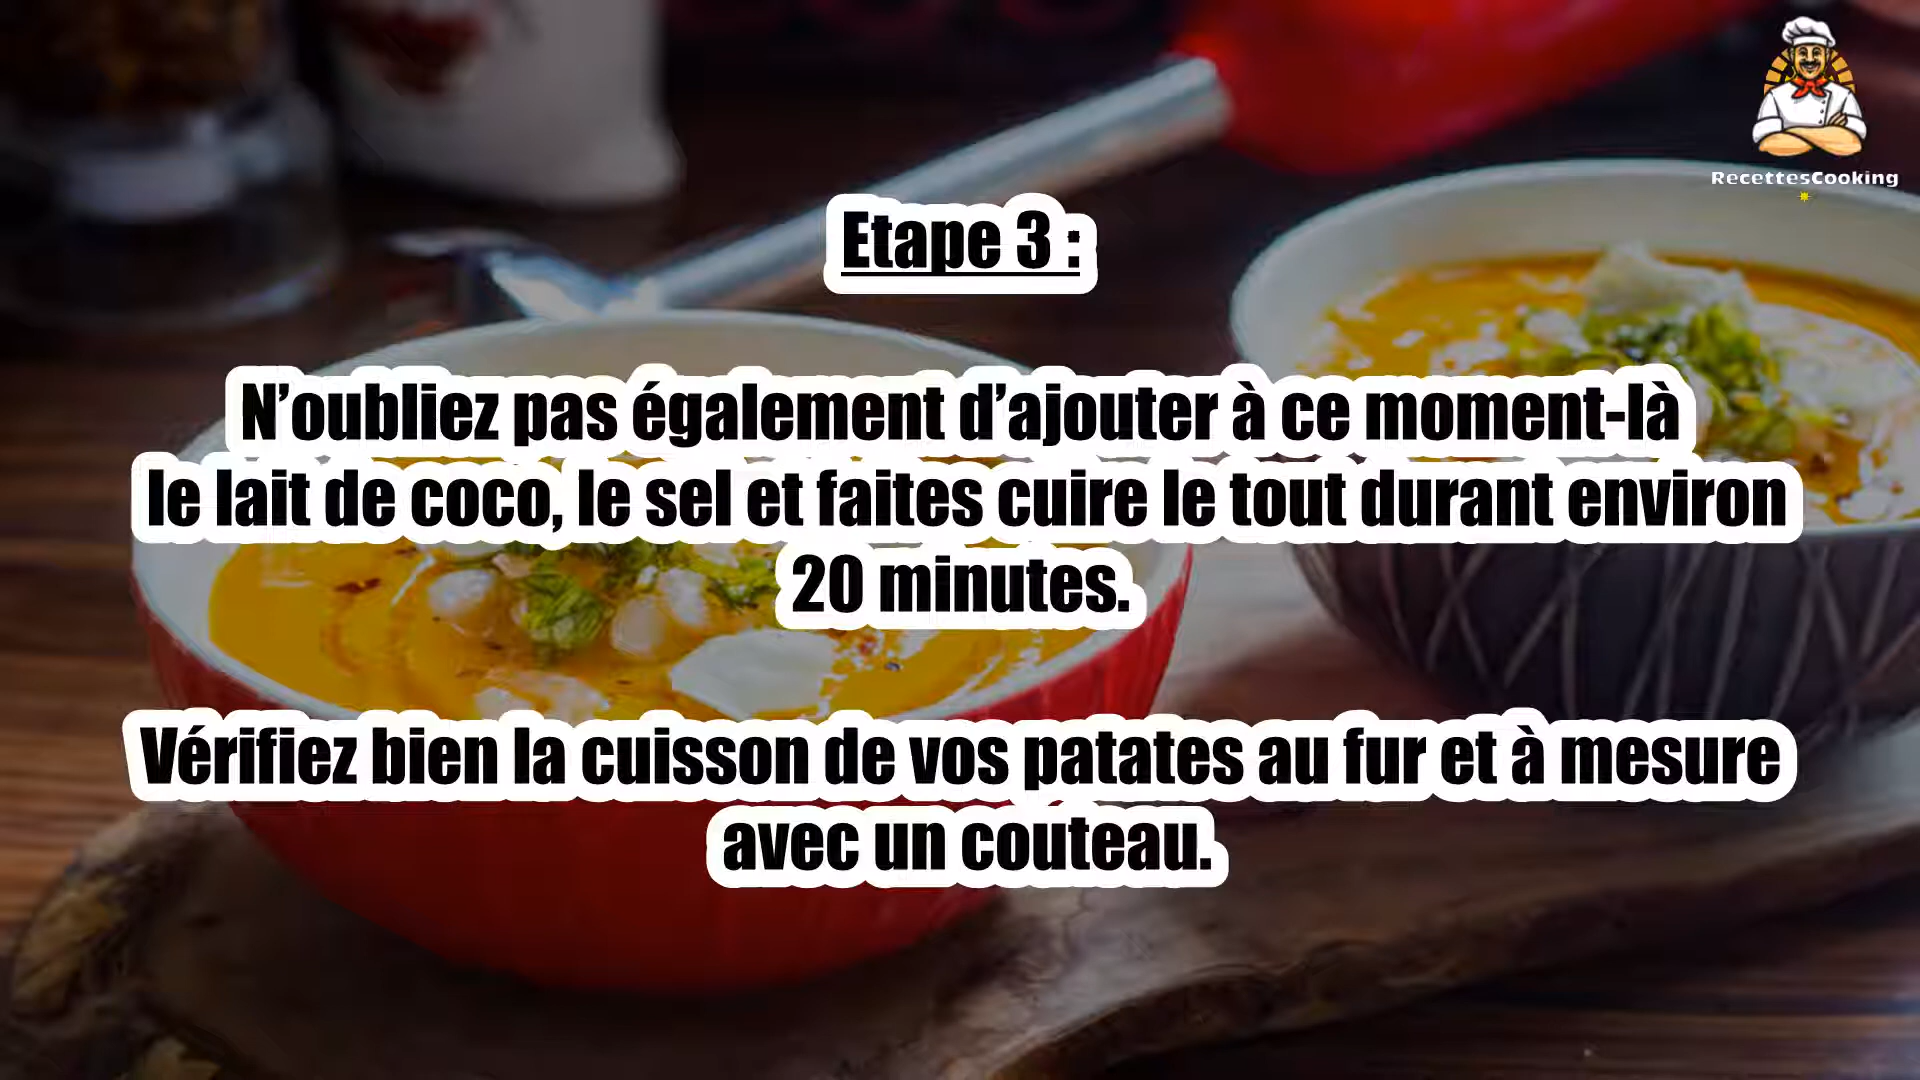 RecettesCooking
Etape 3 :
N’oubliez pas également d’ajouter à ce moment-là
le lait de coco, le sel et faites cuire le tout durant environ
20 minutes.
Vérifiez bien la cuisson de vos patates au fur et à mesure
avec un couteau.